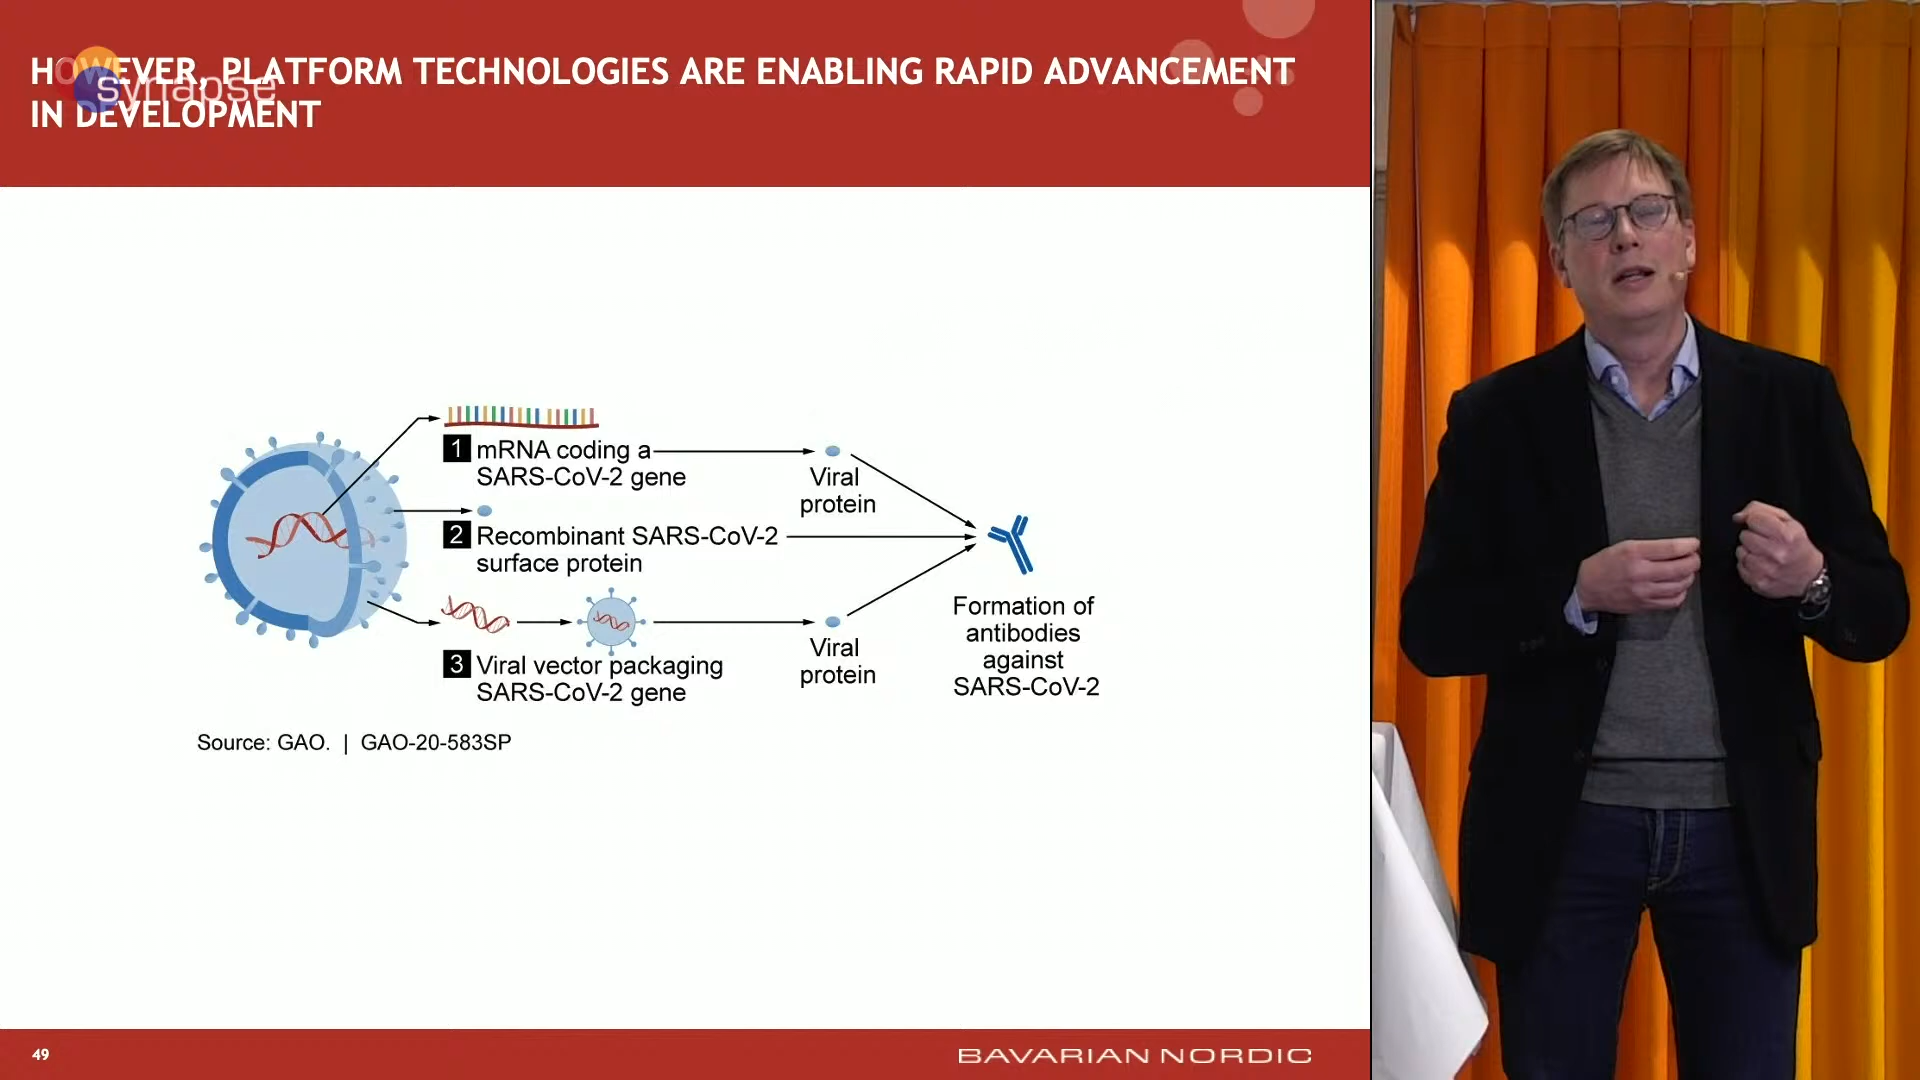 HOWEVER, PLATFORM TECHNOLOGIES ARE ENABLING RAPID ADVANCEMENT
IN DEVELOPMENT
synapse
1 mRNA coding a
SARS-CoV-2 gene
Viral
protein
2 Recombinant SARS-CoV-2
surface protein
3 Viral vector packaging
SARS-CoV-2 gene
Viral
protein
Formation of
antibodies
against
SARS-CoV-2
Source: GAO. | GAO-20-583SP
49
BAVARIAN NORDIC